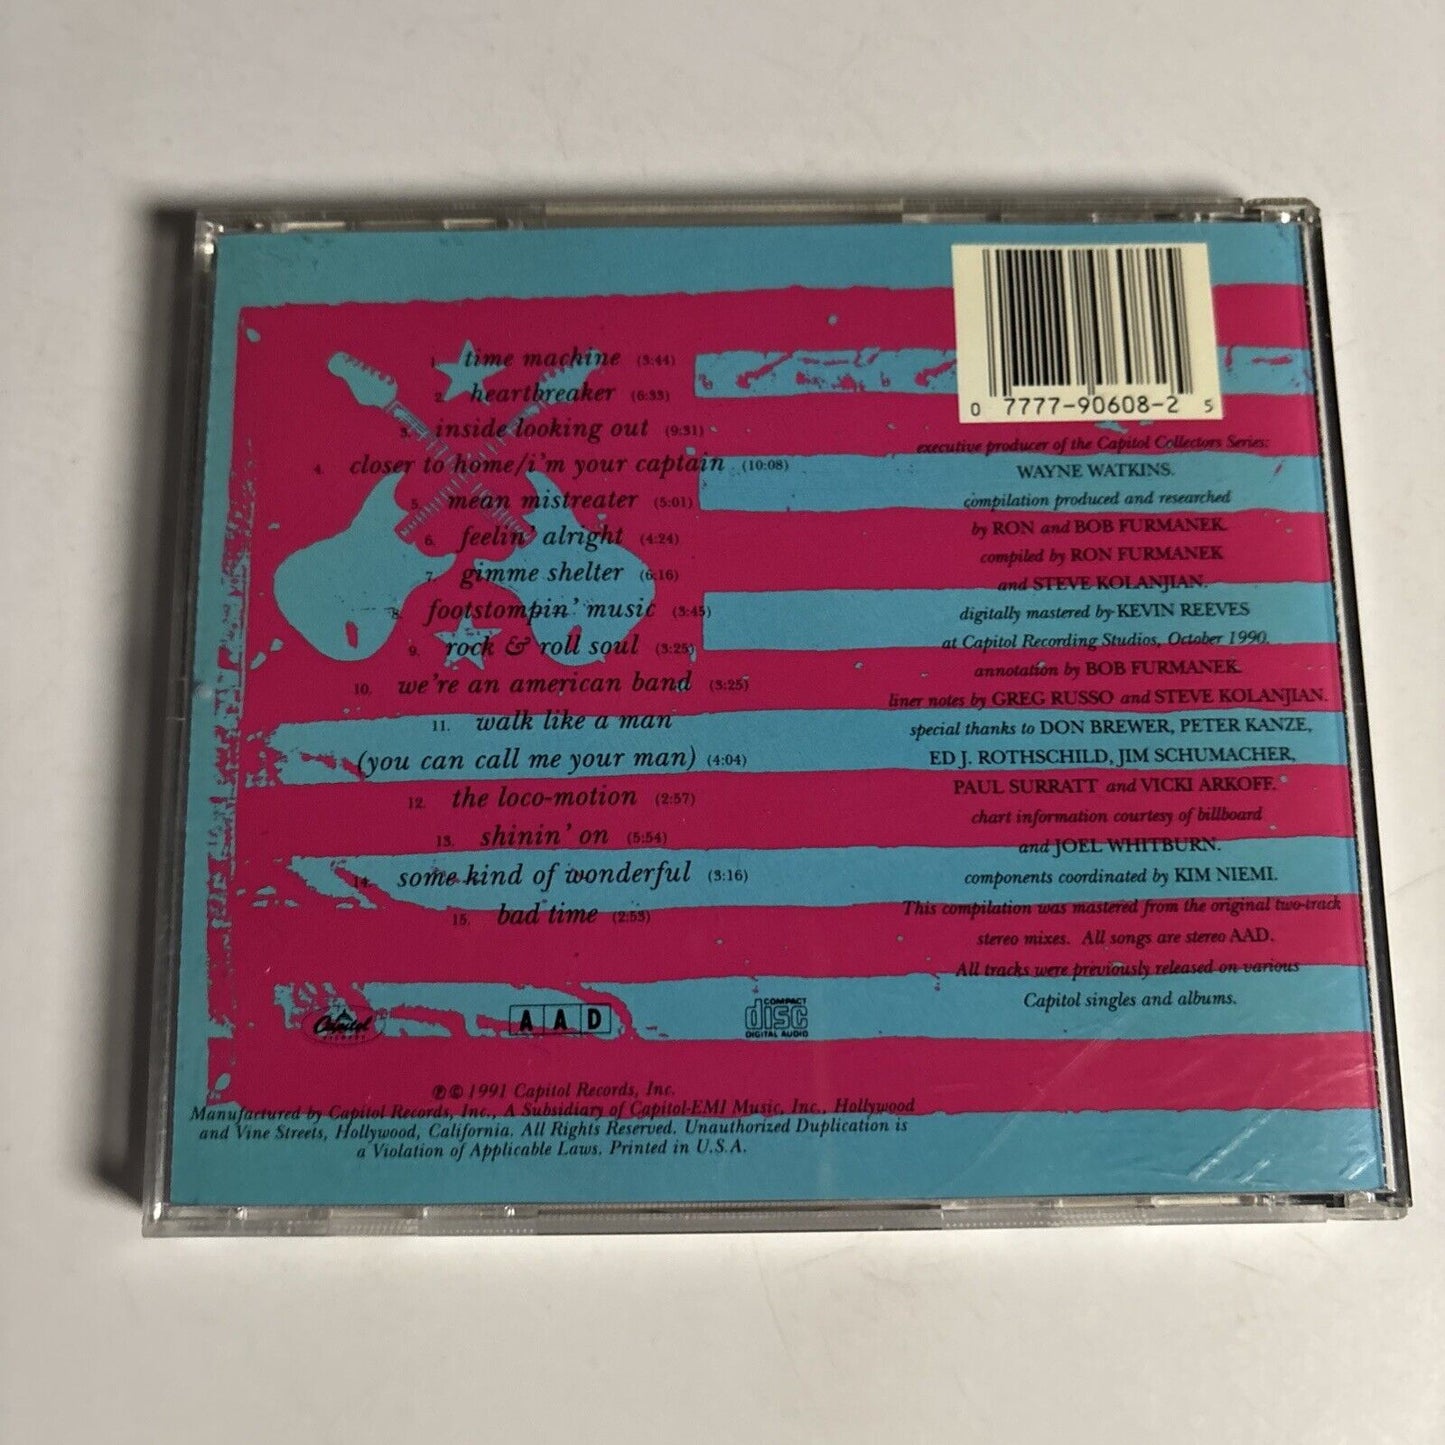 1. time machine (3:44)
2. heartbreaker (6:33)
3. inside looking out (9:31)
4. closer to home/i'm your captain (10:08)
5. mean mistreater (5:01)
6. feelin' alright (4:24)
7. gimme shelter (6:16)
8. footstompin' music (3:45)
9. rock & roll soul (3:25)
10. we're an american band (3:25)
11. walk like a man
(you can call me your man) (4:04)
12. the loco-motion (2:57)
13. shinin' on (5:54)
14. some kind of wonderful (3:16)
15. bad time (2:53)
0 7777-90608-2 5
executive producer of the Capitol Collectors Series:
WAYNE WATKINS.
compilation produced and researched
by RON and BOB FURMANEK.
compiled by RON FURMANEK
and STEVE KOLANJIAN.
digitally mastered by KEVIN REEVES
at Capitol Recording Studios, October 1990.
annotation by BOB FURMANEK.
liner notes by GREG RUSSO and STEVE KOLANJIAN.
special thanks to DON BREWER, PETER KANZE,
ED J. ROTHSCHILD, JIM SCHUMACHER,
PAUL SURRATT and VICKI ARKOFF.
chart information courtesy of billboard
and JOEL WHITBURN.
components coordinated by KIM NIEMI.
This compilation was mastered from the original two-track
stereo mixes. All songs are stereo AAD.
All tracks were previously released on various
Capitol singles and albums.
Capitol
RECORDS
A A D
COMPACT
disc
DIGITAL AUDIO
℗ © 1991 Capitol Records, Inc.
Manufactured by Capitol Records, Inc., A Subsidiary of Capitol-EMI Music, Inc., Hollywood
and Vine Streets, Hollywood, California. All Rights Reserved. Unauthorized Duplication is
a Violation of Applicable Laws. Printed in U.S.A.